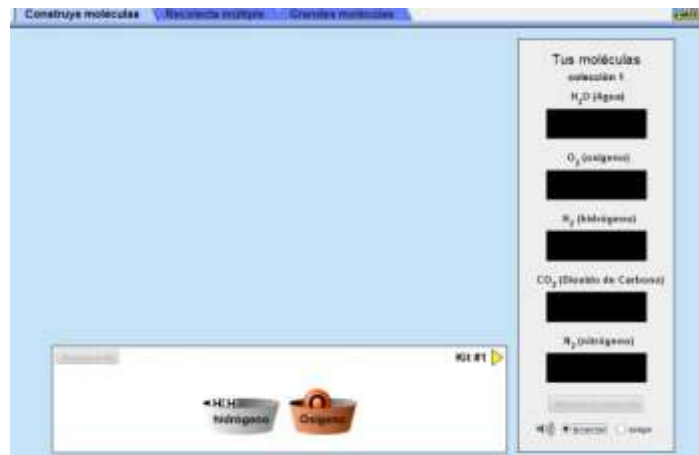 Construye moléculas Recolecta múltiple Grandes moléculas
Tus moléculas
colección 1
H2O (Agua)
O2 (oxígeno)
H2 (hidrógeno)
CO2 (Dioxido de Carbono)
N2 (nitrógeno)
Kit #1
hidrógeno Oxígeno